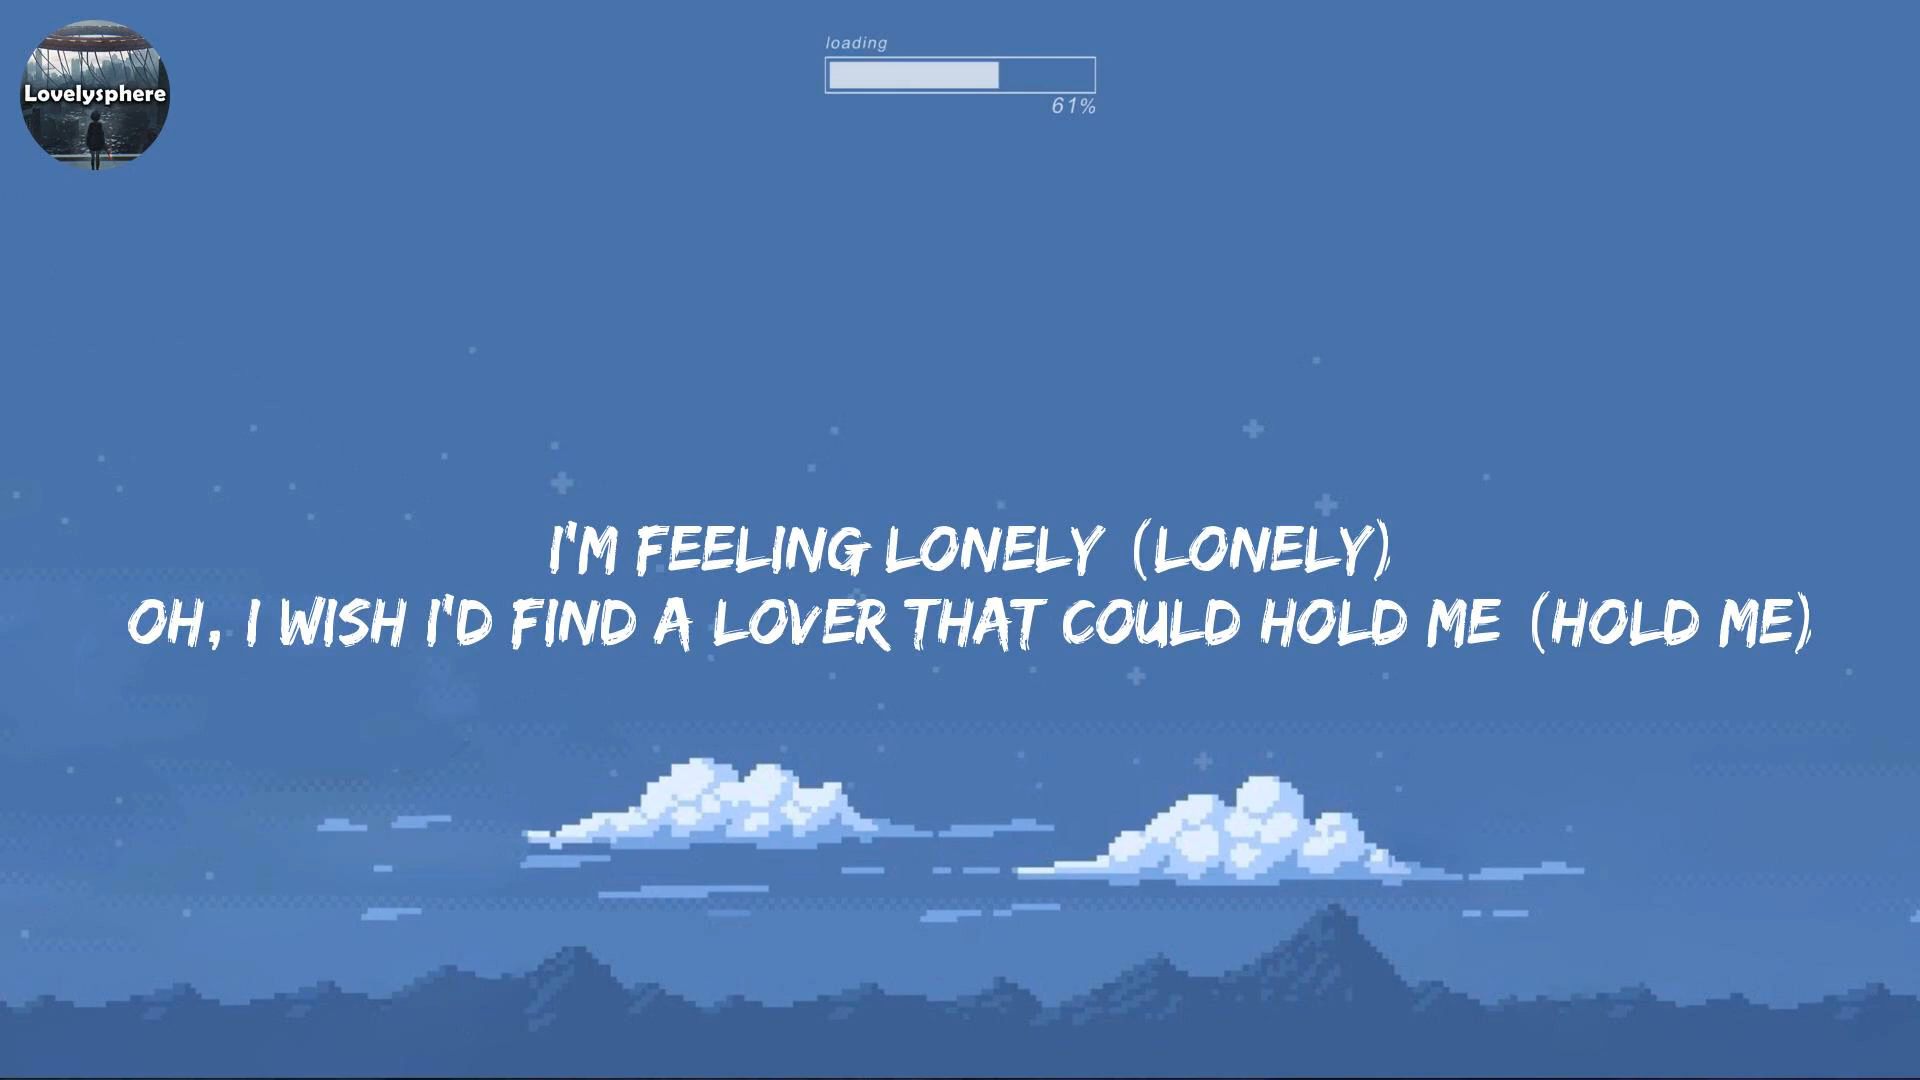 Lovelysphere
loading
61%
I'M FEELING LONELY (LONELY)
OH, I WISH I'D FIND A LOVER THAT COULD HOLD ME (HOLD ME)